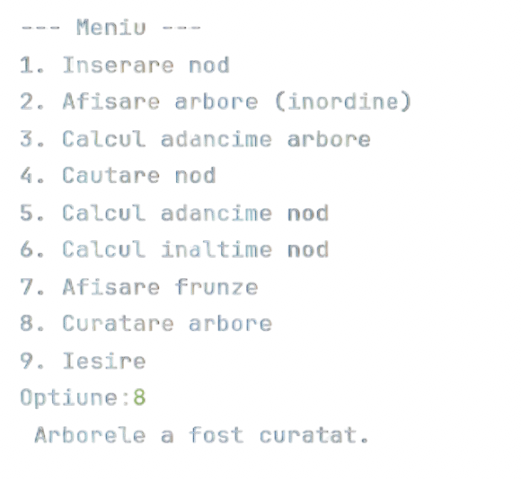 --- Meniu ---
1. Inserare nod
2. Afisare arbore (inordine)
3. Calcul adancime arbore
4. Cautare nod
5. Calcul adancime nod
6. Calcul inaltime nod
7. Afisare frunze
8. Curatare arbore
9. Iesire
Optiune:8
Arborele a fost curatat.